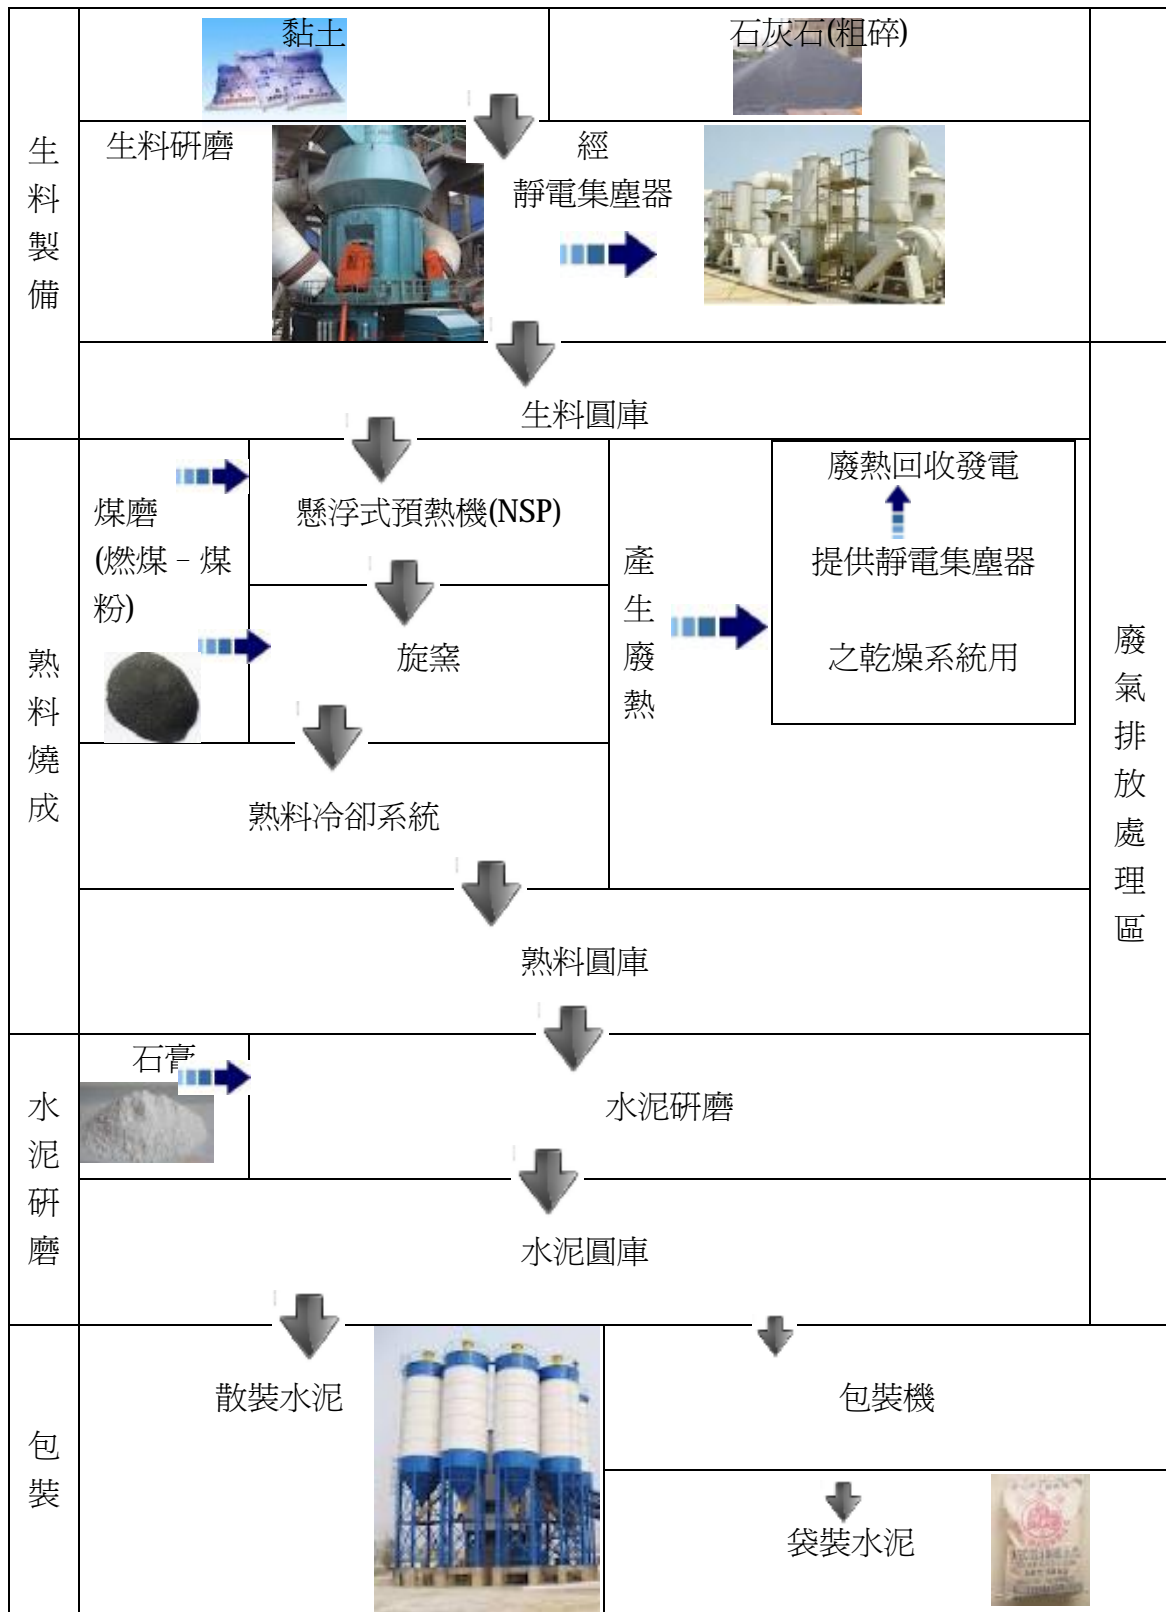 黏土
石灰石(粗碎)
生料製備
生料研磨
經
靜電集塵器
生料圓庫
熟料燒成
煤磨
(燃煤－煤
粉)
懸浮式預熱機(NSP)
旋窯
熟料冷卻系統
產生廢熱
廢熱回收發電
提供靜電集塵器
之乾燥系統用
廢氣排放處理區
熟料圓庫
水泥研磨
石膏
水泥研磨
水泥圓庫
包裝
散裝水泥
包裝機
袋裝水泥